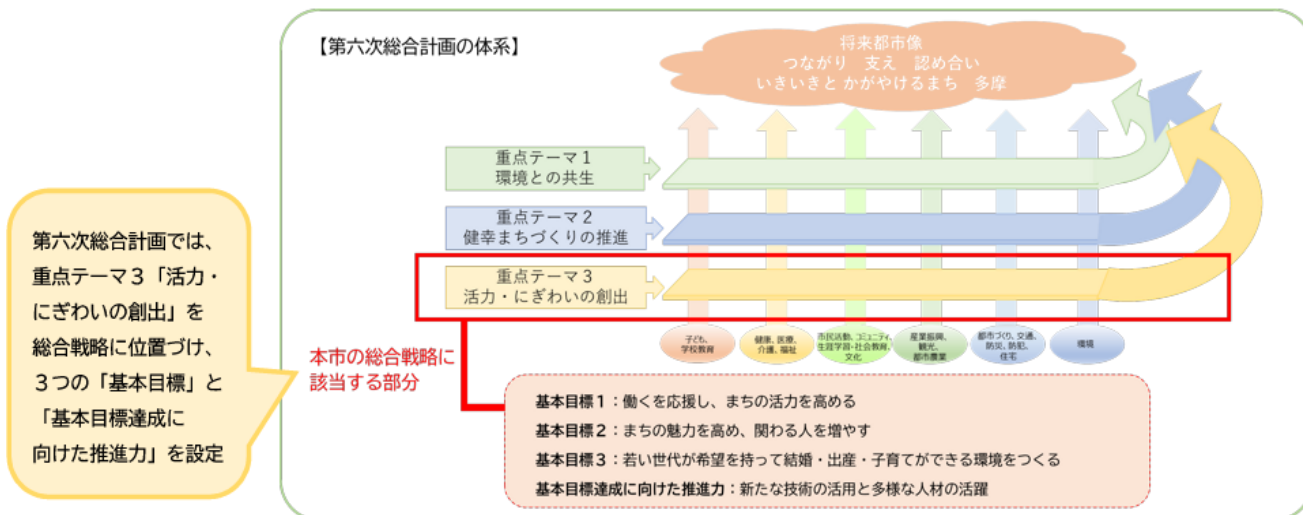 【第六次総合計画の体系】
将来都市像
つながり　支え　認め合い
いきいきと かがやけるまち　多摩
重点テーマ１
環境との共生
重点テーマ２
健幸まちづくりの推進
重点テーマ３
活力・にぎわいの創出
第六次総合計画では、
重点テーマ３「活力・
にぎわいの創出」を
総合戦略に位置づけ、
３つの「基本目標」と
「基本目標達成に
向けた推進力」を設定
子ども、
学校教育
健康、医療、
介護、福祉
市民活動、コミュニティ、
生涯学習・社会教育、
文化
産業振興、
観光、
都市農業
都市づくり、交通、
防災、防犯、
住宅
環境
本市の総合戦略に
該当する部分
基本目標１：働くを応援し、まちの活力を高める
基本目標２：まちの魅力を高め、関わる人を増やす
基本目標３：若い世代が希望を持って結婚・出産・子育てができる環境をつくる
基本目標達成に向けた推進力：新たな技術の活用と多様な人材の活躍